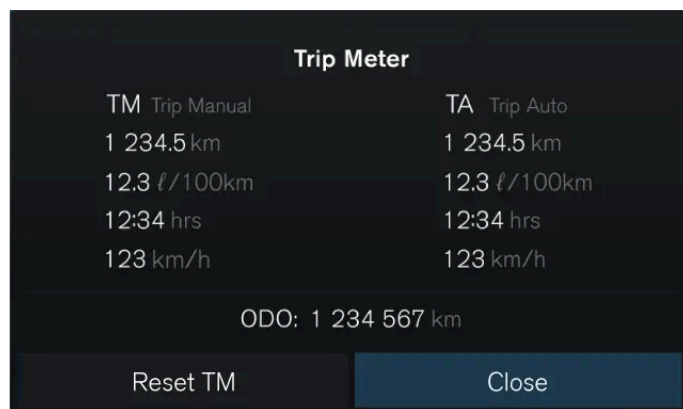 Trip Meter
TM Trip Manual
1 234.5 km
12.3 ℓ/100km
12:34 hrs
123 km/h
TA Trip Auto
1 234.5 km
12.3 ℓ/100km
12:34 hrs
123 km/h
ODO: 1 234 567 km
Reset TM
Close